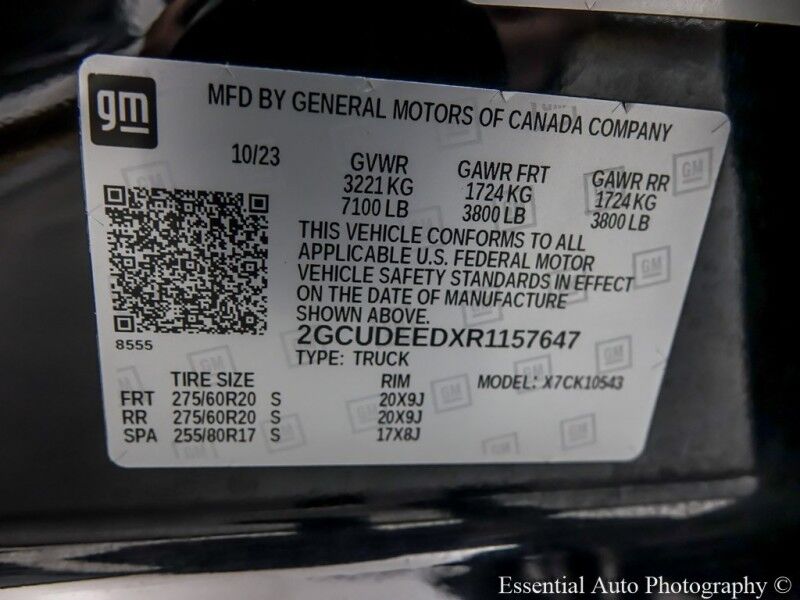 gm
MFD BY GENERAL MOTORS OF CANADA COMPANY
10/23
GVWR GAWR FRT GAWR RR
3221 KG 1724 KG 1724 KG
7100 LB 3800 LB 3800 LB
THIS VEHICLE CONFORMS TO ALL
APPLICABLE U.S. FEDERAL MOTOR
VEHICLE SAFETY STANDARDS IN EFFECT
ON THE DATE OF MANUFACTURE
SHOWN ABOVE.
2GCUDEEDXR1157647
8555
TYPE: TRUCK
TIRE SIZE RIM MODEL: X7CK10543
FRT 275/60R20 S 20X9J
RR 275/60R20 S 20X9J
SPA 255/80R17 S 17X8J
Essential Auto Photography ©